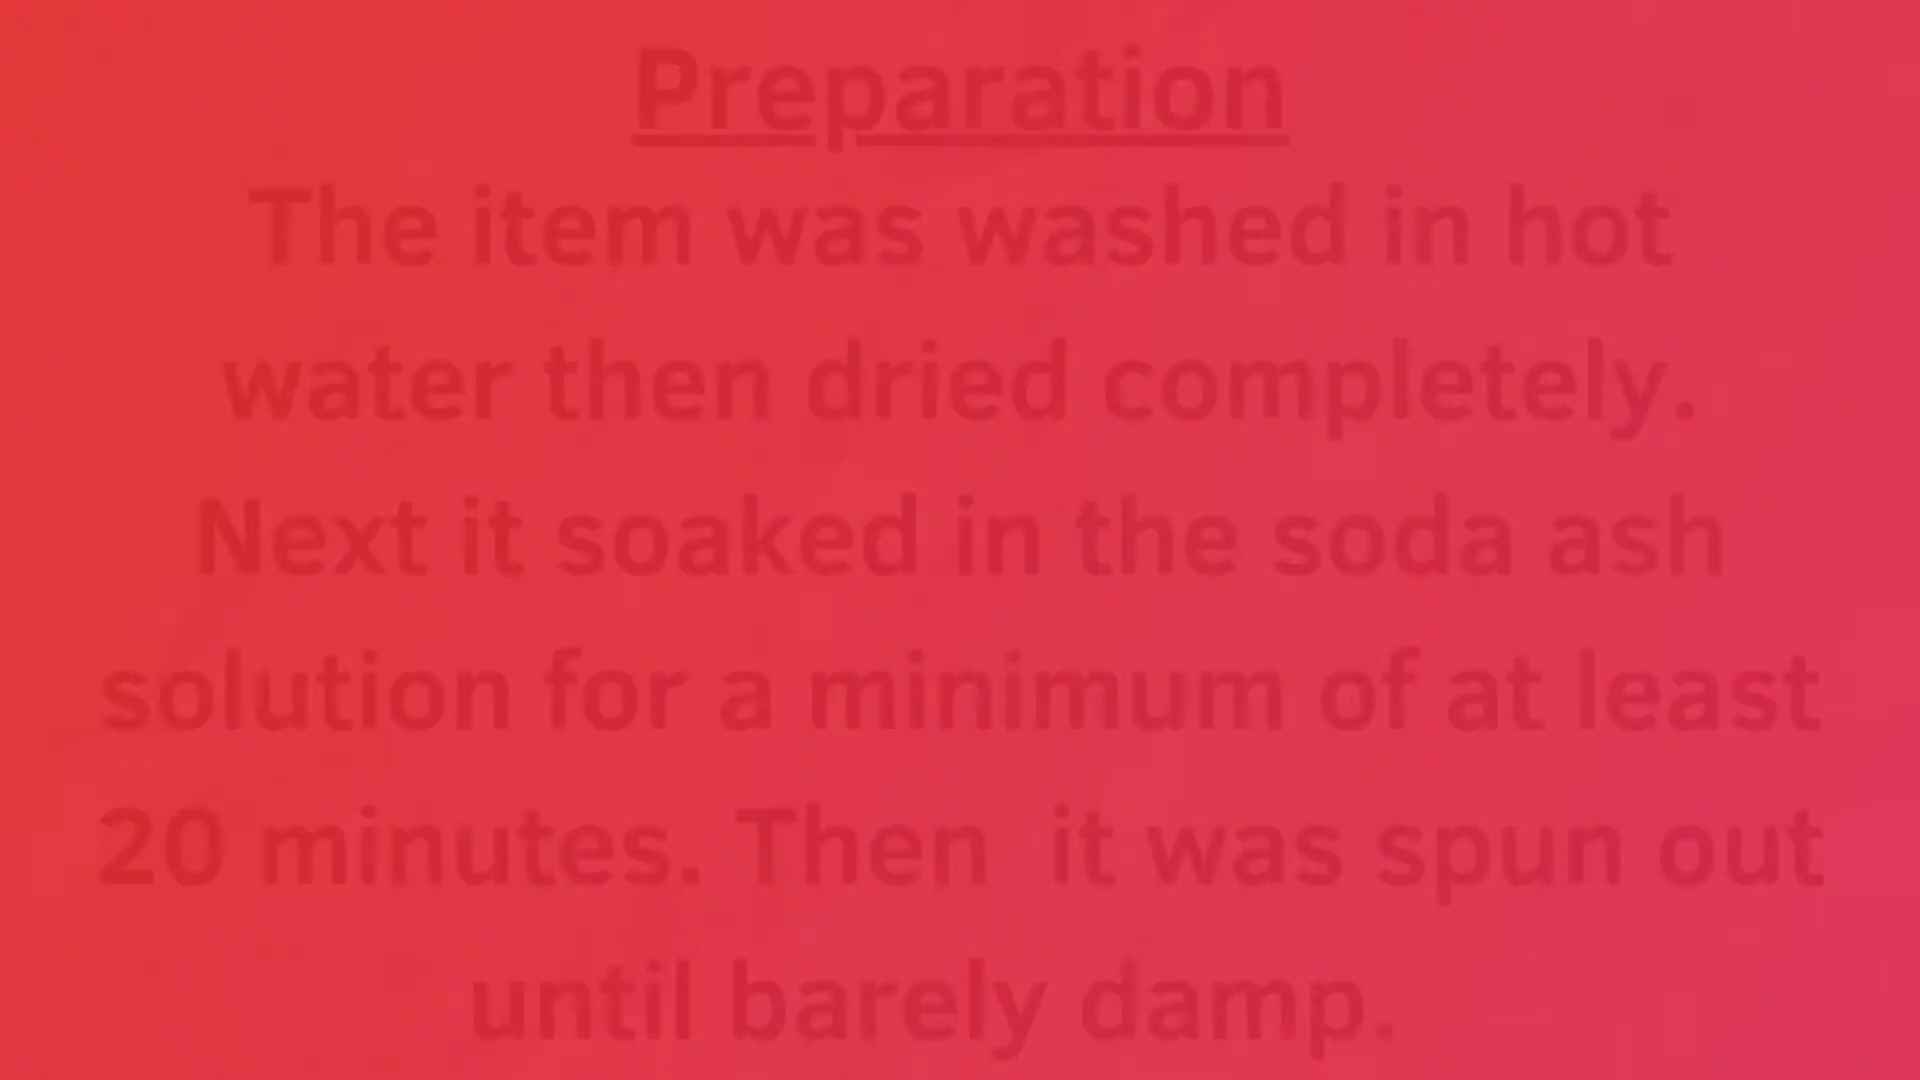 Preparation
The item was washed in hot
water then dried completely.
Next it soaked in the soda ash
solution for a minimum of at least
20 minutes. Then  it was spun out
until barely damp.